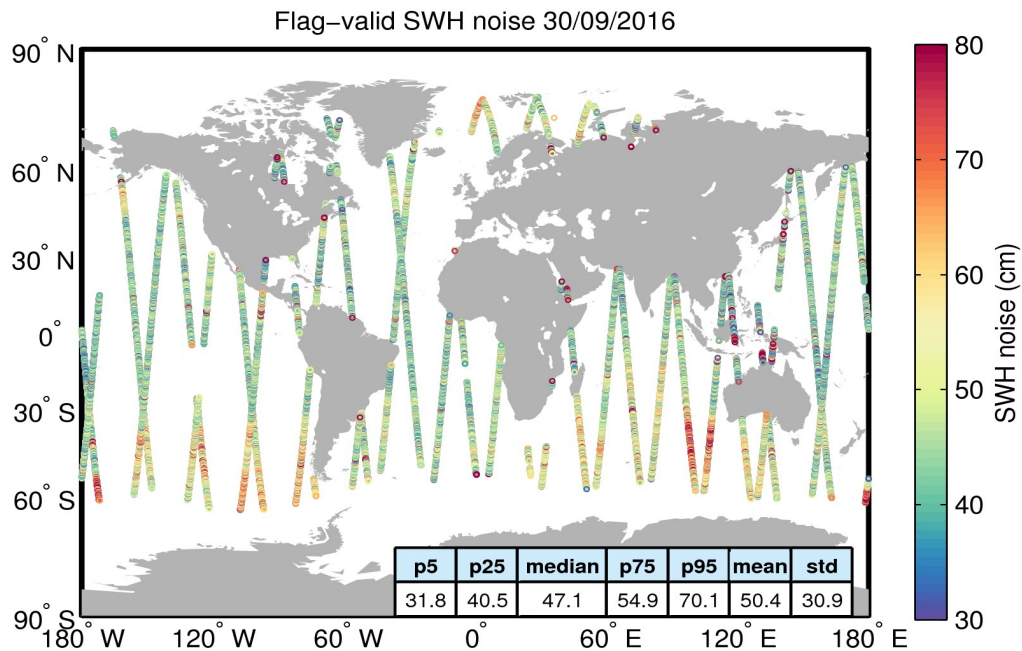 Flag–valid SWH noise 30/09/2016
90° N
60° N
30° N
0°
30° S
60° S
90° S
180° W
120° W
60° W
0°
60° E
120° E
180° E
p5 p25 median p75 p95 mean std
31.8 40.5 47.1 54.9 70.1 50.4 30.9
80
70
60
50
40
30
SWH noise (cm)